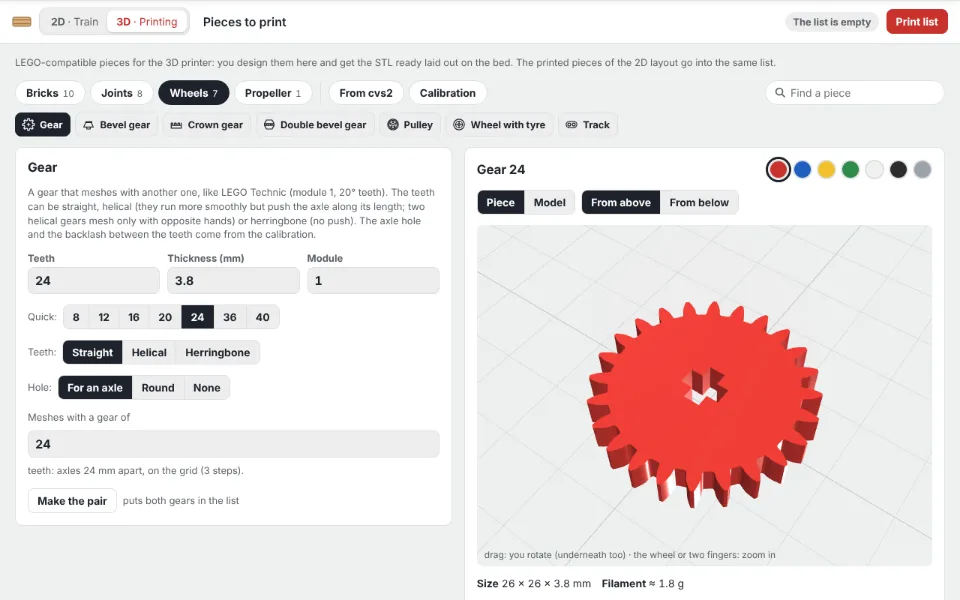 2D · Train 3D · Printing Pieces to print The list is empty Print list
LEGO-compatible pieces for the 3D printer: you design them here and get the STL ready laid out on the bed. The printed pieces of the 2D layout go into the same list.
Bricks 10 Joints 8 Wheels 7 Propeller 1 From cvs2 Calibration Find a piece
Gear Bevel gear Crown gear Double bevel gear Pulley Wheel with tyre Track
Gear
A gear that meshes with another one, like LEGO Technic (module 1, 20° teeth). The teeth
can be straight, helical (they run more smoothly but push the axle along its length; two
helical gears mesh only with opposite hands) or herringbone (no push). The axle hole
and the backlash between the teeth come from the calibration.
Teeth Thickness (mm) Module
24 3.8 1
Quick: 8 12 16 20 24 36 40
Teeth: Straight Helical Herringbone
Hole: For an axle Round None
Meshes with a gear of
24
teeth: axles 24 mm apart, on the grid (3 steps).
Make the pair puts both gears in the list
Gear 24
Piece Model From above From below
drag: you rotate (underneath too) · the wheel or two fingers: zoom in
Size 26 × 26 × 3.8 mm Filament ≈ 1.8 g